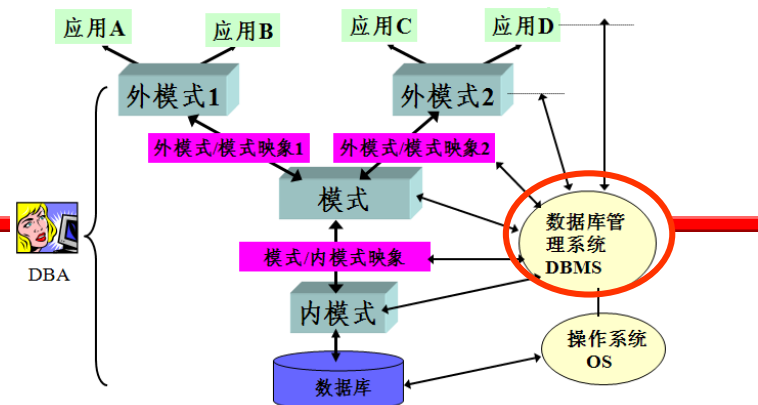 应用A
应用B
应用C
应用D
外模式1
外模式2
外模式/模式映象1
外模式/模式映象2
模式
数据库管
理系统
DBMS
DBA
模式/内模式映象
内模式
操作系统
OS
数据库